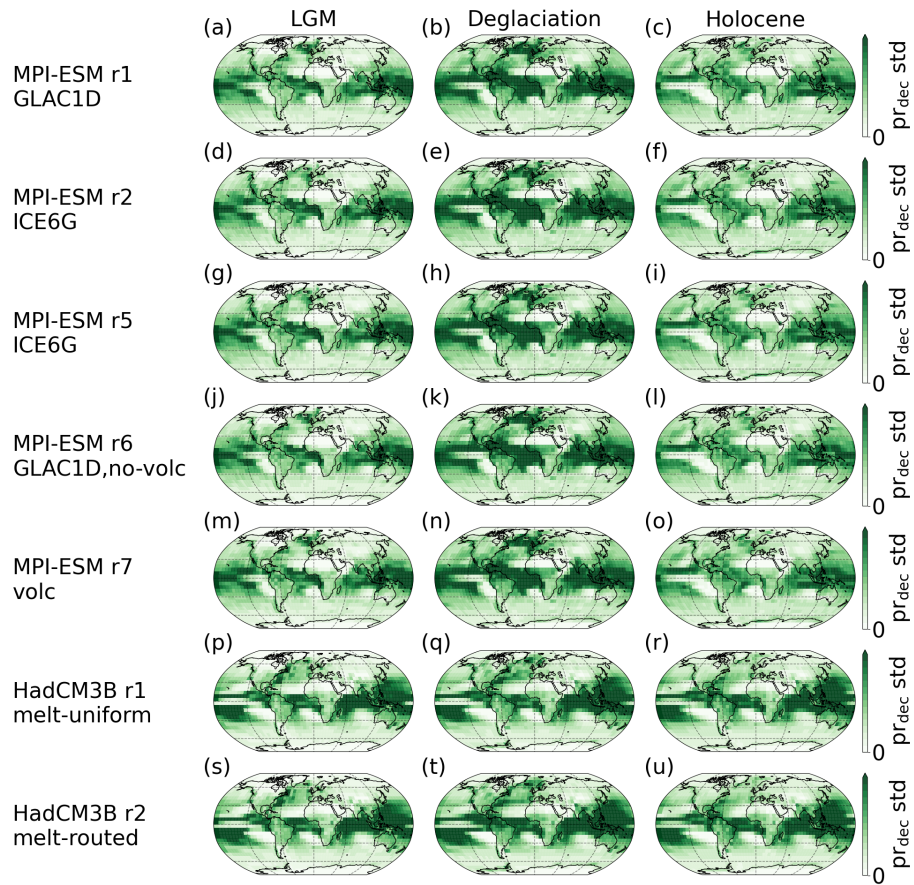 LGM Deglaciation Holocene
(a) (b) (c)
MPI-ESM r1
GLAC1D
pr_dec std
0
(d) (e) (f)
MPI-ESM r2
ICE6G
pr_dec std
0
(g) (h) (i)
MPI-ESM r5
ICE6G
pr_dec std
0
(j) (k) (l)
MPI-ESM r6
GLAC1D,no-volc
pr_dec std
0
(m) (n) (o)
MPI-ESM r7
volc
pr_dec std
0
(p) (q) (r)
HadCM3B r1
melt-uniform
pr_dec std
0
(s) (t) (u)
HadCM3B r2
melt-routed
pr_dec std
0